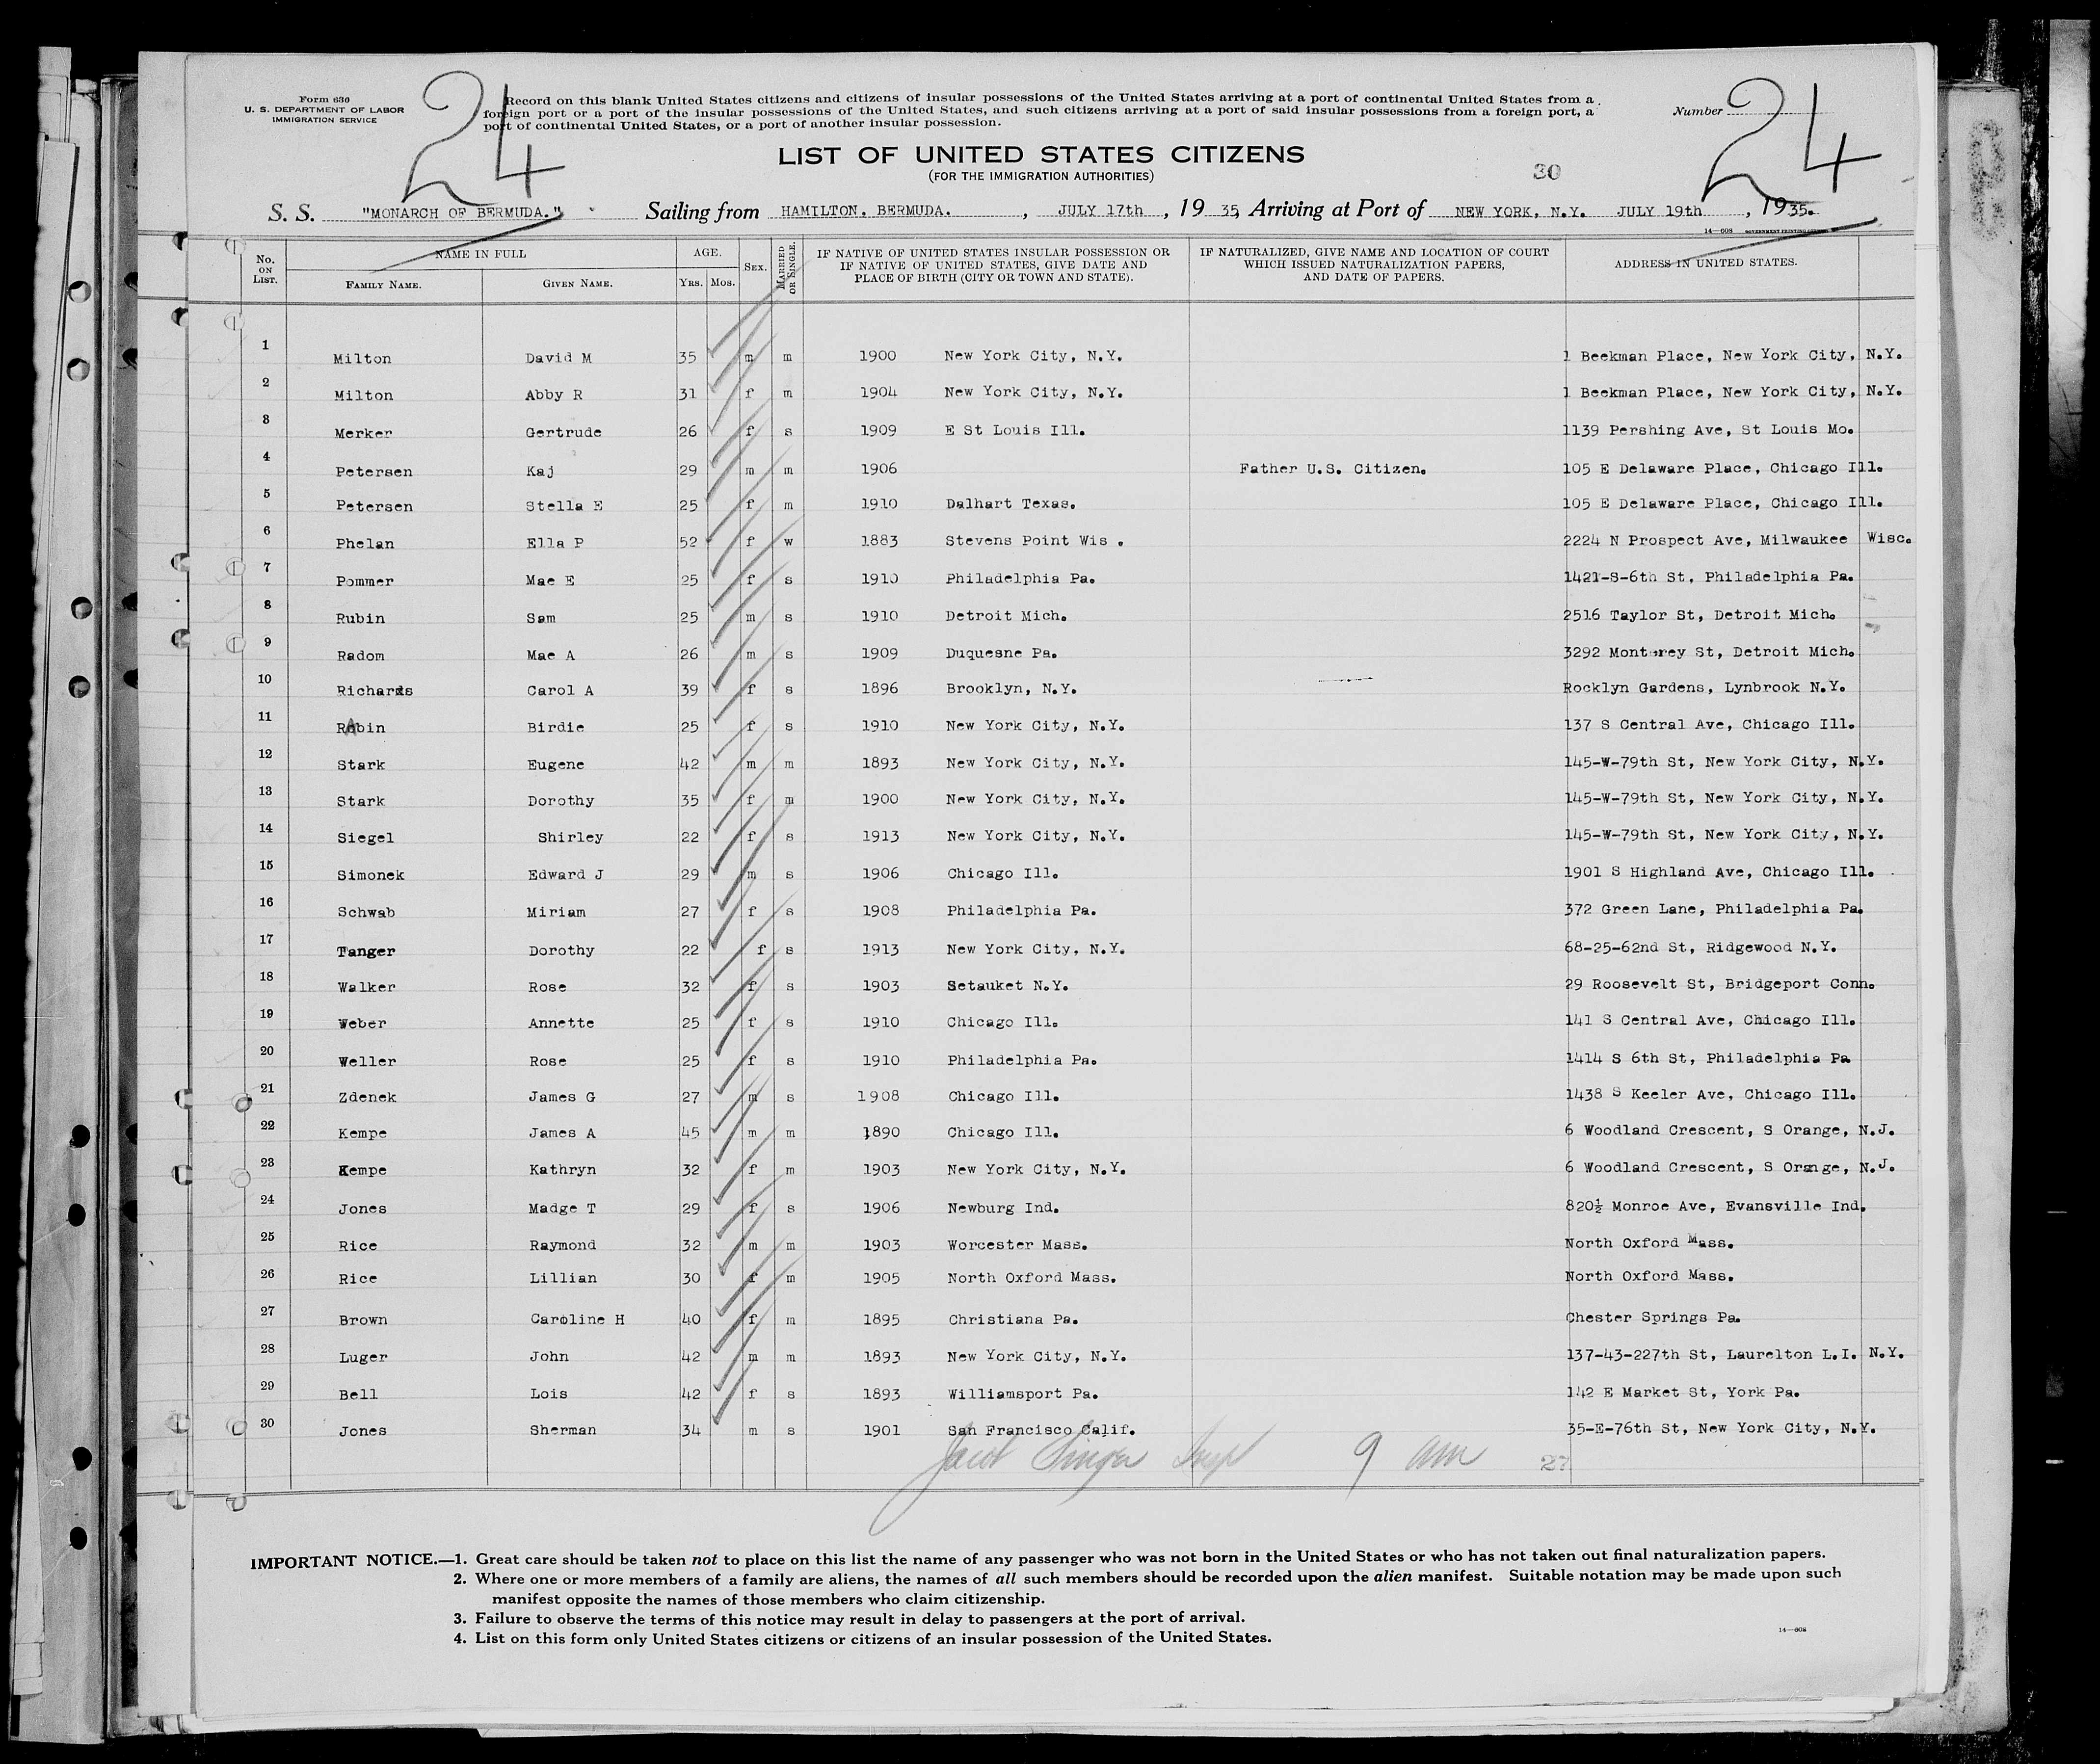 Form 630
U. S. DEPARTMENT OF LABOR
IMMIGRATION SERVICE
24
Record on this blank United States citizens and citizens of insular possessions of the United States arriving at a port of continental United States from a
foreign port or a port of the insular possessions of the United States, and such citizens arriving at a port of said insular possessions from a foreign port, a
port of continental United States, or a port of another insular possession.
Number 24
LIST OF UNITED STATES CITIZENS
(FOR THE IMMIGRATION AUTHORITIES)
30
S. S. "MONARCH OF BERMUDA." Sailing from HAMILTON. BERMUDA. , JULY 17th , 19 35, Arriving at Port of NEW YORK, N.Y. JULY 19th , 1935.
14—608
No. ON LIST. NAME IN FULL FAMILY NAME. GIVEN NAME. AGE. YRS. MOS. SEX. MARRIED OR SINGLE. IF NATIVE OF UNITED STATES INSULAR POSSESSION OR IF NATIVE OF UNITED STATES, GIVE DATE AND PLACE OF BIRTH (CITY OR TOWN AND STATE). IF NATURALIZED, GIVE NAME AND LOCATION OF COURT WHICH ISSUED NATURALIZATION PAPERS, AND DATE OF PAPERS. ADDRESS IN UNITED STATES.
1 Milton David M 35 m m 1900 New York City, N.Y. 1 Beekman Place, New York City, N.Y.
2 Milton Abby R 31 f m 1904 New York City, N.Y. 1 Beekman Place, New York City, N.Y.
3 Merker Gertrude 26 f s 1909 E St Louis Ill. 1139 Pershing Ave, St Louis Mo.
4 Petersen Kaj 29 m m 1906 Father U.S. Citizen. 105 E Delaware Place, Chicago Ill.
5 Petersen Stella E 25 f m 1910 Dalhart Texas. 105 E Delaware Place, Chicago Ill.
6 Phelan Ella P 52 f w 1883 Stevens Point Wis . 2224 N Prospect Ave, Milwaukee Wisc.
7 Pommer Mae E 25 f s 1910 Philadelphia Pa. 1421-S-6th St, Philadelphia Pa.
8 Rubin Sam 25 m s 1910 Detroit Mich. 2516 Taylor St, Detroit Mich.
9 Radom Mae A 26 m s 1909 Duquesne Pa. 3292 Monterey St, Detroit Mich.
10 Richards Carol A 39 f s 1896 Brooklyn, N.Y. Rocklyn Gardens, Lynbrook N.Y.
11 RAbin Birdie 25 f s 1910 New York City, N.Y. 137 S Central Ave, Chicago Ill.
12 Stark Eugene 42 m m 1893 New York City, N.Y. 145-W-79th St, New York City, N.Y.
13 Stark Dorothy 35 f m 1900 New York City, N.Y. 145-W-79th St, New York City, N.Y.
14 Siegel Shirley 22 f s 1913 New York City, N.Y. 145-W-79th St, New York City, N.Y.
15 Simonek Edward J 29 m s 1906 Chicago Ill. 1901 S Highland Ave, Chicago Ill.
16 Schwab Miriam 27 f s 1908 Philadelphia Pa. 372 Green Lane, Philadelphia Pa.
17 Tanger Dorothy 22 f s 1913 New York City, N.Y. 68-25-62nd St, Ridgewood N.Y.
18 Walker Rose 32 f s 1903 Setauket N.Y. 29 Roosevelt St, Bridgeport Conn.
19 Weber Annette 25 f s 1910 Chicago Ill. 141 S Central Ave, Chicago Ill.
20 Weller Rose 25 f s 1910 Philadelphia Pa. 1414 S 6th St, Philadelphia Pa
21 Zdenek James G 27 m s 1908 Chicago Ill. 1438 S Keeler Ave, Chicago Ill.
22 Kempe James A 45 m m 1890 Chicago Ill. 6 Woodland Crescent, S Orange, N.J.
23 Kempe Kathryn 32 f m 1903 New York City, N.Y. 6 Woodland Crescent, S Orange, N.J.
24 Jones Madge T 29 f s 1906 Newburg Ind. 820½ Monroe Ave, Evansville Ind.
25 Rice Raymond 32 m m 1903 Worcester Mass. North Oxford Mass.
26 Rice Lillian 30 f m 1905 North Oxford Mass. North Oxford Mass.
27 Brown Caroline H 40 f m 1895 Christiana Pa. Chester Springs Pa.
28 Luger John 42 m m 1893 New York City, N.Y. 137-43-227th St, Laurelton L.I. N.Y.
29 Bell Lois 42 f s 1893 Williamsport Pa. 142 E Market St, York Pa.
30 Jones Sherman 34 m s 1901 San Francisco Calif. 35-E-76th St, New York City, N.Y.
Jacob Singer Insp 9 am 27
IMPORTANT NOTICE.—1. Great care should be taken not to place on this list the name of any passenger who was not born in the United States or who has not taken out final naturalization papers.
2. Where one or more members of a family are aliens, the names of all such members should be recorded upon the alien manifest. Suitable notation may be made upon such
manifest opposite the names of those members who claim citizenship.
3. Failure to observe the terms of this notice may result in delay to passengers at the port of arrival.
4. List on this form only United States citizens or citizens of an insular possession of the United States.
14—608